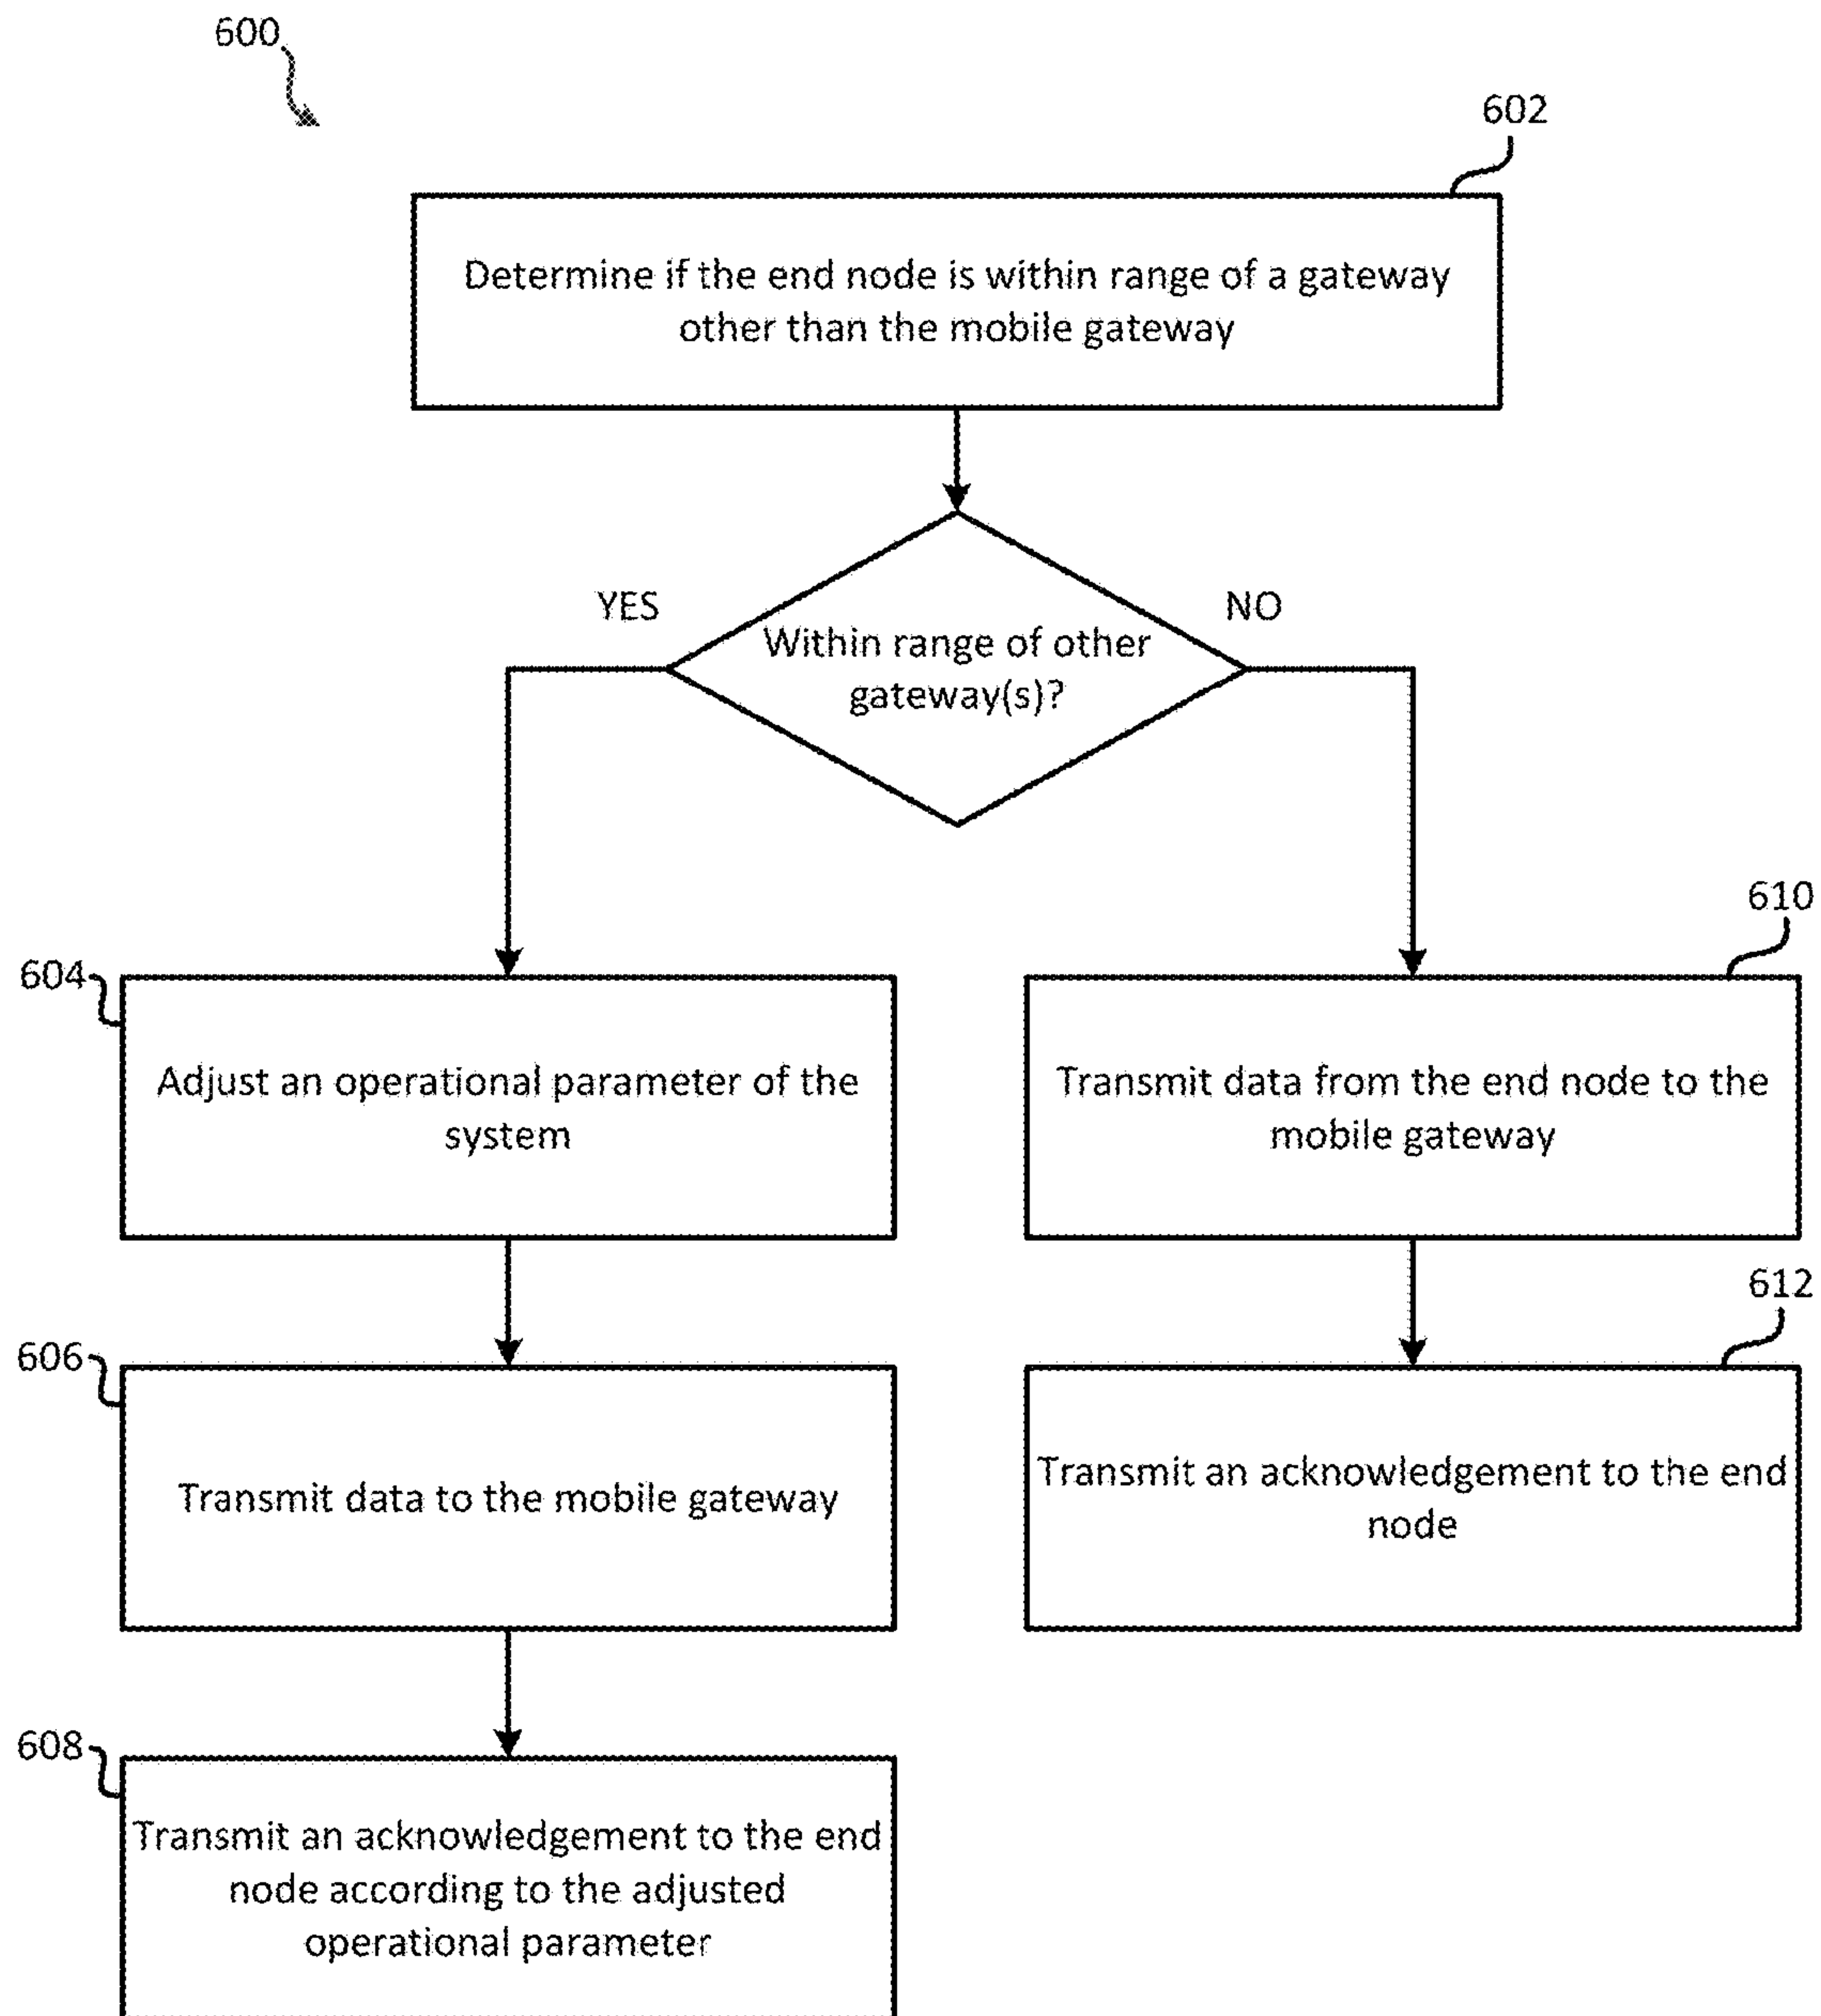 600
602
Determine if the end node is within range of a gateway
other than the mobile gateway
YES
NO
Within range of other
gateway(s)?
604
Adjust an operational parameter of the
system
610
Transmit data from the end node to the
mobile gateway
606
Transmit data to the mobile gateway
612
Transmit an acknowledgement to the end
node
608
Transmit an acknowledgement to the end
node according to the adjusted
operational parameter